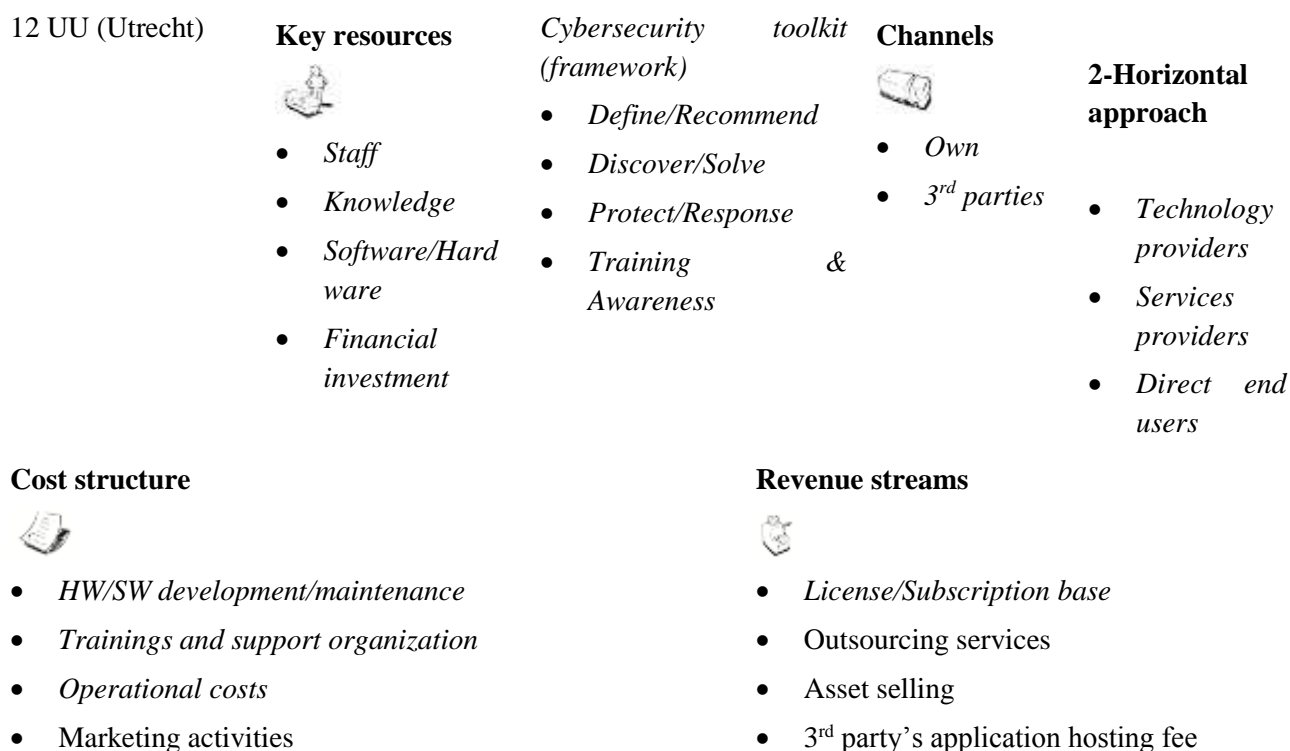 12 UU (Utrecht)
Key resources
• Staff
• Knowledge
• Software/Hard
ware
• Financial
investment
Cybersecurity toolkit
(framework)
• Define/Recommend
• Discover/Solve
• Protect/Response
• Training &
Awareness
Channels
• Own
• 3rd parties
2-Horizontal
approach
• Technology
providers
• Services
providers
• Direct end
users
Cost structure
• HW/SW development/maintenance
• Trainings and support organization
• Operational costs
• Marketing activities
Revenue streams
• License/Subscription base
• Outsourcing services
• Asset selling
• 3rd party’s application hosting fee